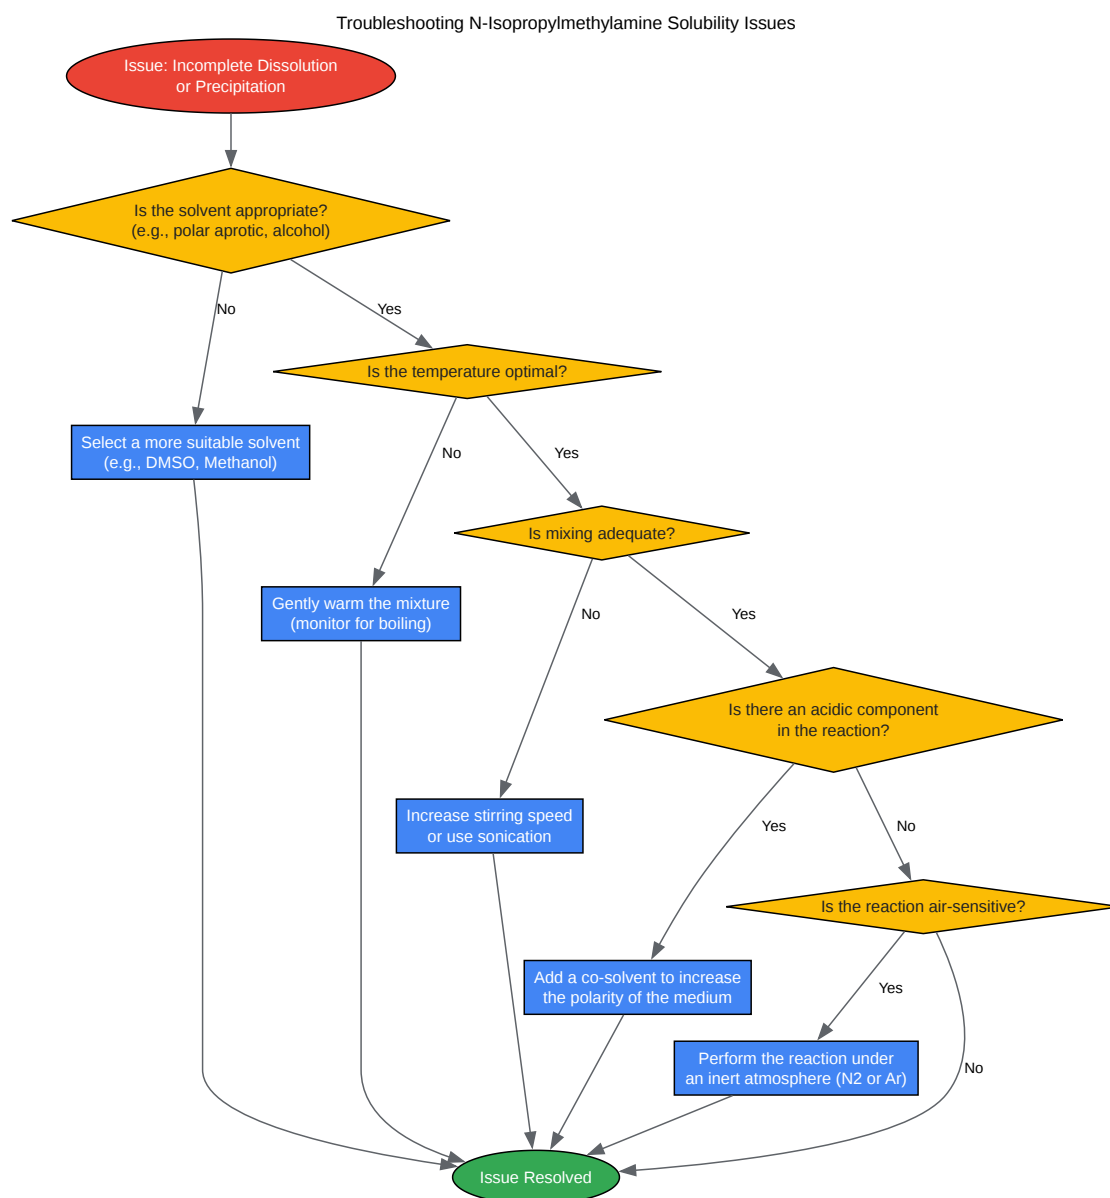 Troubleshooting N-Isopropylmethylamine Solubility Issues
Issue: Incomplete Dissolution
or Precipitation
Is the solvent appropriate?
(e.g., polar aprotic, alcohol)
No
Yes
Is the temperature optimal?
Select a more suitable solvent
(e.g., DMSO, Methanol)
No
Yes
Is mixing adequate?
Gently warm the mixture
(monitor for boiling)
No
Yes
Is there an acidic component
in the reaction?
Increase stirring speed
or use sonication
Yes
No
Is the reaction air-sensitive?
Add a co-solvent to increase
the polarity of the medium
Yes
Perform the reaction under
an inert atmosphere (N2 or Ar)
No
Issue Resolved